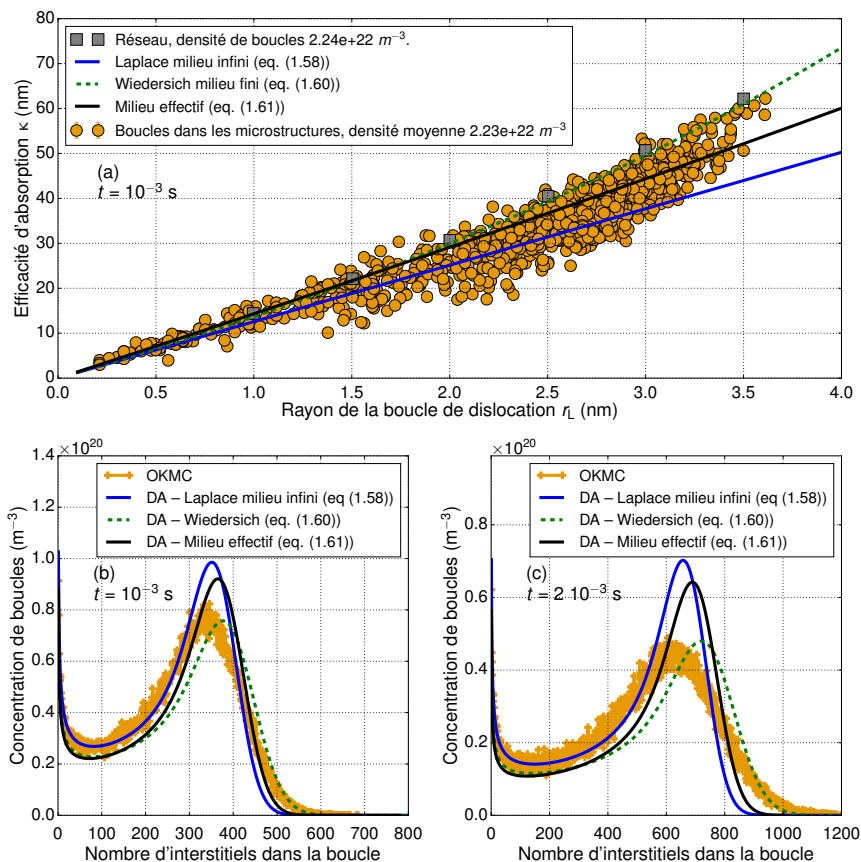 Réseau, densité de boucles 2.24e+22 m⁻³.
Laplace milieu infini (eq. (1.58))
Wiedersich milieu fini (eq. (1.60))
Milieu effectif (eq. (1.61))
Boucles dans les microstructures, densité moyenne 2.23e+22 m⁻³
(a)
t = 10⁻³ s
Efficacité d'absorption κ (nm)
80
70
60
50
40
30
20
10
0
0.0 0.5 1.0 1.5 2.0 2.5 3.0 3.5 4.0
Rayon de la boucle de dislocation r_L (nm)
×10²⁰
OKMC
DA – Laplace milieu infini (eq (1.58))
DA – Wiedersich (eq. (1.60))
DA – Milieu effectif (eq. (1.61))
(b)
t = 10⁻³ s
Concentration de boucles (m⁻³)
1.4
1.2
1.0
0.8
0.6
0.4
0.2
0.0
0 100 200 300 400 500 600 700 800
Nombre d'interstitiels dans la boucle
×10²⁰
OKMC
DA – Laplace milieu infini (eq (1.58))
DA – Wiedersich (eq. (1.60))
DA – Milieu effectif (eq. (1.61))
(c)
t = 2 10⁻³ s
Concentration de boucles (m⁻³)
0.8
0.6
0.4
0.2
0.0
0 200 400 600 800 1000 1200
Nombre d'interstitiels dans la boucle